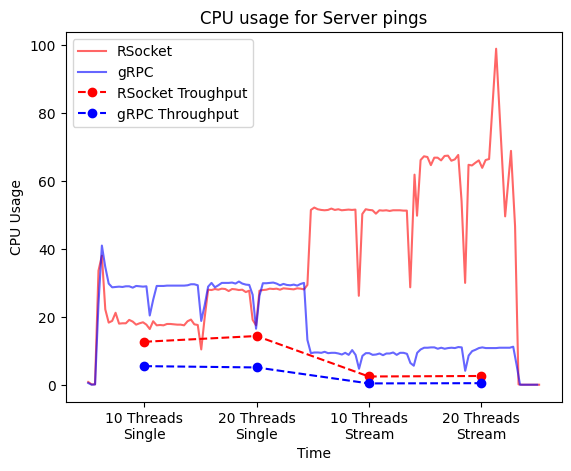 CPU usage for Server pings
RSocket
gRPC
RSocket Troughput
gRPC Throughput
CPU Usage
100
80
60
40
20
0
10 Threads
Single
20 Threads
Single
10 Threads
Stream
20 Threads
Stream
Time